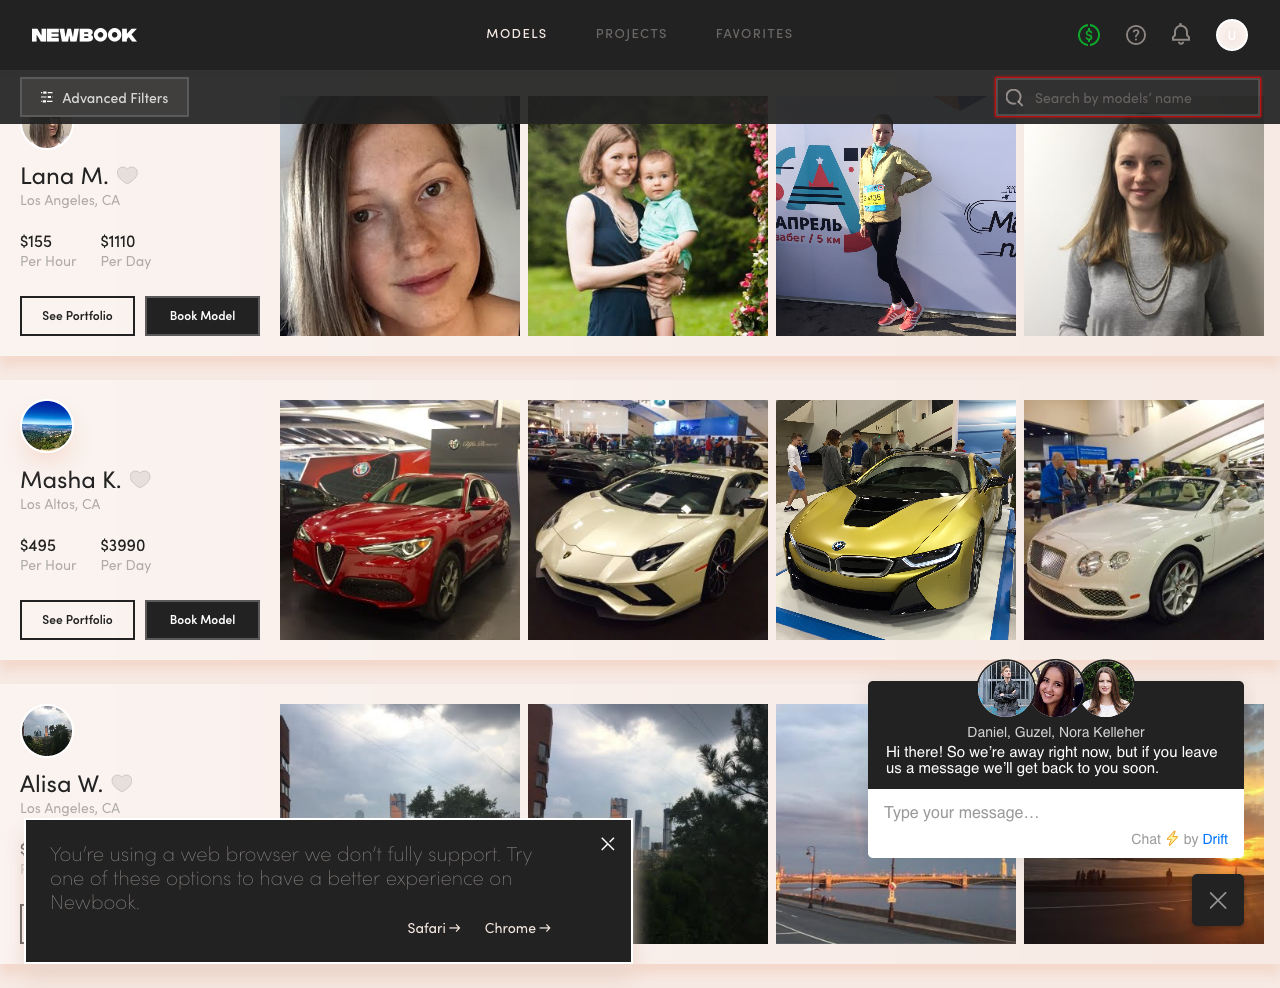 NEWBOOK
Models
Projects
Favorites
U
Advanced Filters
Search by models’ name
Lana M.
Los Angeles, CA
$155
$1110
Per Hour
Per Day
See Portfolio
Book Model
АПРЕЛЬ
забег / 5 км
Masha K.
Los Altos, CA
$495
$3990
Per Hour
Per Day
See Portfolio
Book Model
Alisa W.
Los Angeles, CA
Daniel, Guzel, Nora Kelleher
Hi there! So we’re away right now, but if you leave
us a message we’ll get back to you soon.
Type your message…
Chat ⚡ by Drift
You’re using a web browser we don’t fully support. Try
one of these options to have a better experience on
Newbook.
Safari →
Chrome →